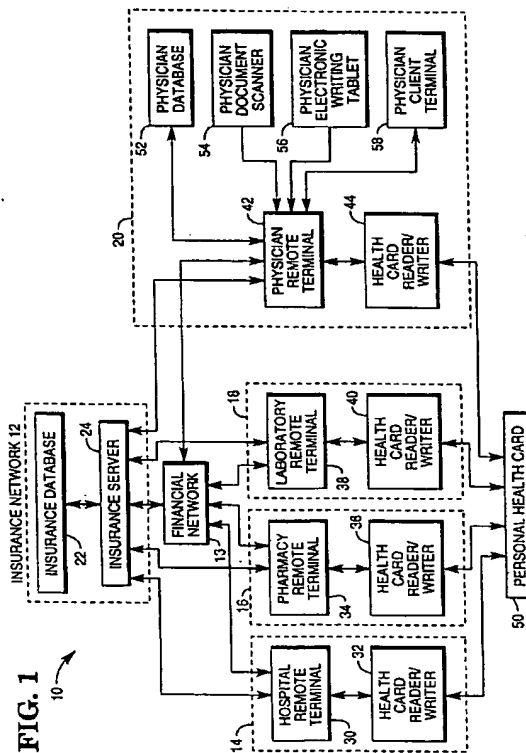 FIG. 1
10
INSURANCE NETWORK 12
INSURANCE DATABASE
22
24
INSURANCE SERVER
FINANCIAL
NETWORK
13
14
HOSPITAL
REMOTE
TERMINAL
30
32
HEALTH
CARD
READER/
WRITER
16
PHARMACY
REMOTE
TERMINAL
34
36
HEALTH
CARD
READER/
WRITER
18
LABORATORY
REMOTE
TERMINAL
38
40
HEALTH
CARD
READER/
WRITER
20
42
PHYSICIAN
REMOTE
TERMINAL
44
HEALTH
CARD
READER/
WRITER
52
PHYSICIAN
DATABASE
54
PHYSICIAN
DOCUMENT
SCANNER
56
PHYSICIAN
ELECTRONIC
WRITING
TABLET
58
PHYSICIAN
CLIENT
TERMINAL
50
PERSONAL HEALTH CARD